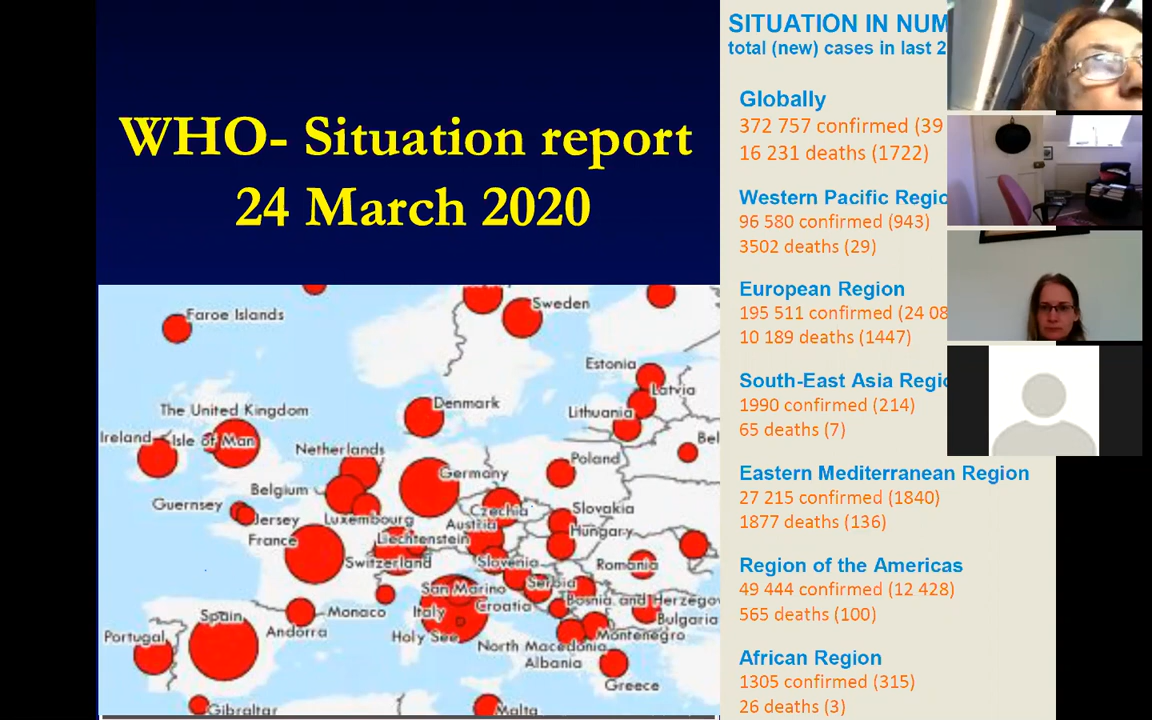 WHO- Situation report
24 March 2020
Faroe Islands
Sweden
Estonia
Latvia
Lithuania
Denmark
The United Kingdom
Ireland
Isle of Man
Netherlands
Germany
Poland
Bel
Belgium
Guernsey
Jersey
Luxembourg
Czechia
Slovakia
Austria
Hungary
France
Liechtenstein
Switzerland
Slovenia
Romania
San Marino
Serbia
Monaco
Italy
Croatia
Bosnia and Herzegov
Spain
Andorra
Bulgaria
Portugal
Holy See
Montenegro
North Macedonia
Albania
Greece
Gibraltar
Malta
SITUATION IN NUM
total (new) cases in last 2
Globally
372 757 confirmed (39
16 231 deaths (1722)
Western Pacific Regio
96 580 confirmed (943)
3502 deaths (29)
European Region
195 511 confirmed (24 08
10 189 deaths (1447)
South-East Asia Regio
1990 confirmed (214)
65 deaths (7)
Eastern Mediterranean Region
27 215 confirmed (1840)
1877 deaths (136)
Region of the Americas
49 444 confirmed (12 428)
565 deaths (100)
African Region
1305 confirmed (315)
26 deaths (3)